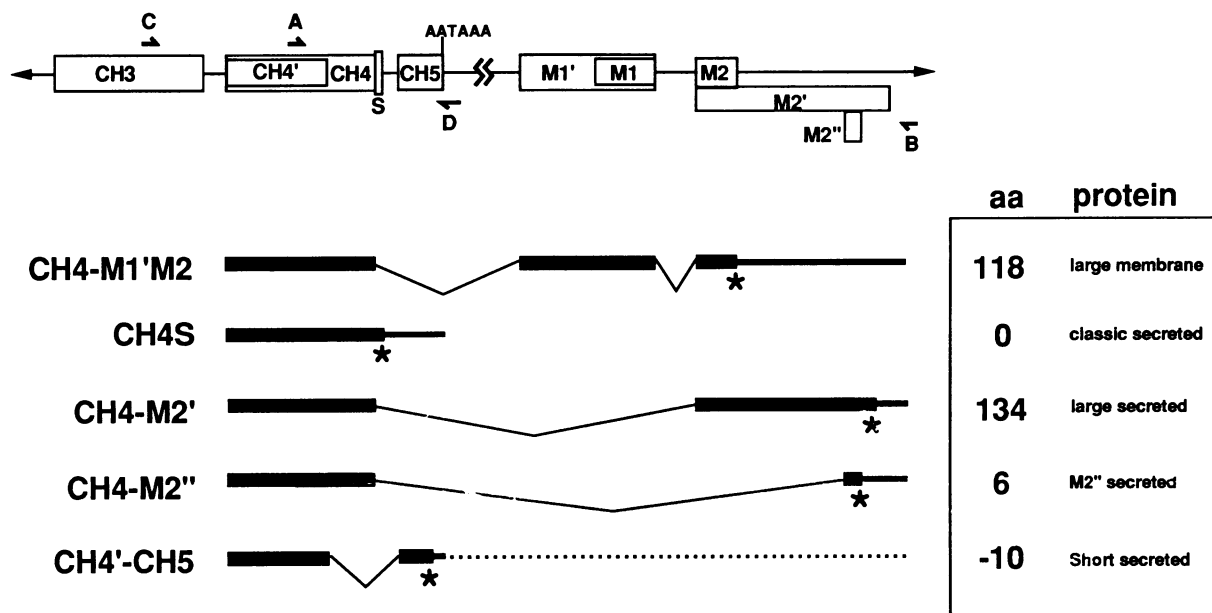 C A AATAAA
CH3 CH4' CH4 CH5 M1' M1 M2
S D M2'
M2" B
aa protein
CH4-M1'M2 * 118 large membrane
CH4S * 0 classic secreted
CH4-M2' * 134 large secreted
CH4-M2" * 6 M2" secreted
CH4'-CH5 * -10 Short secreted